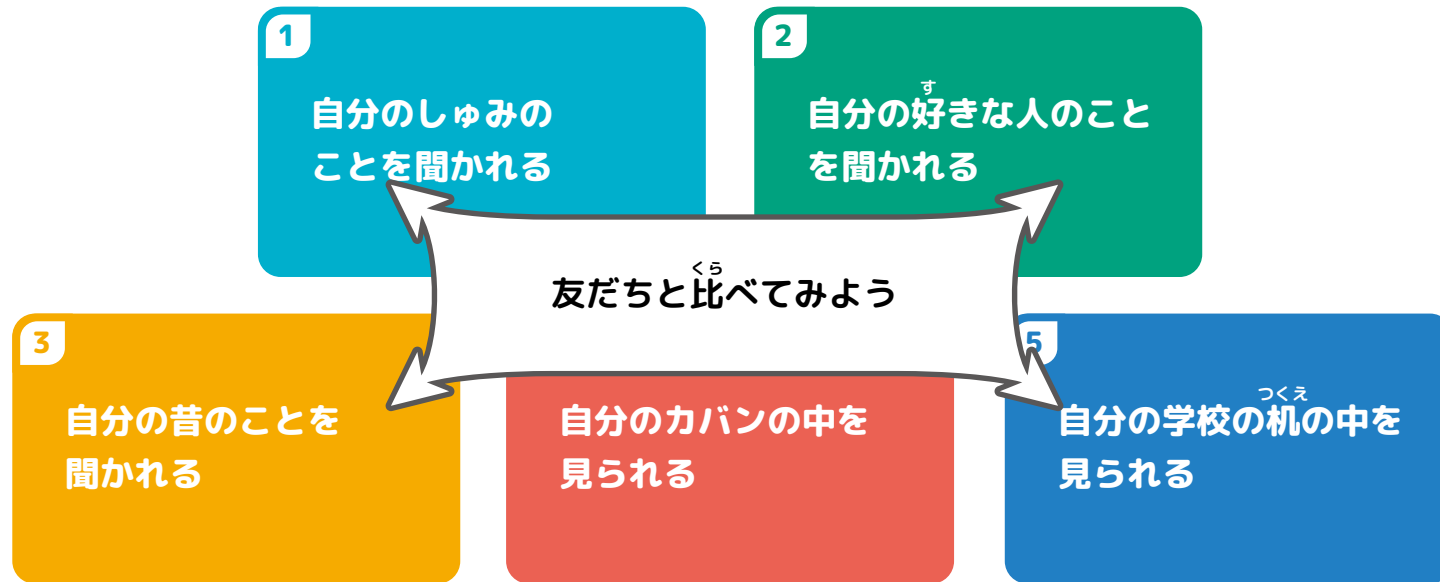 1
自分のしゅみの
ことを聞かれる
2
す
自分の好きな人のこと
を聞かれる
くら
友だちと比べてみよう
3
自分の昔のことを
聞かれる
自分のカバンの中を
見られる
5
つくえ
自分の学校の机の中を
見られる